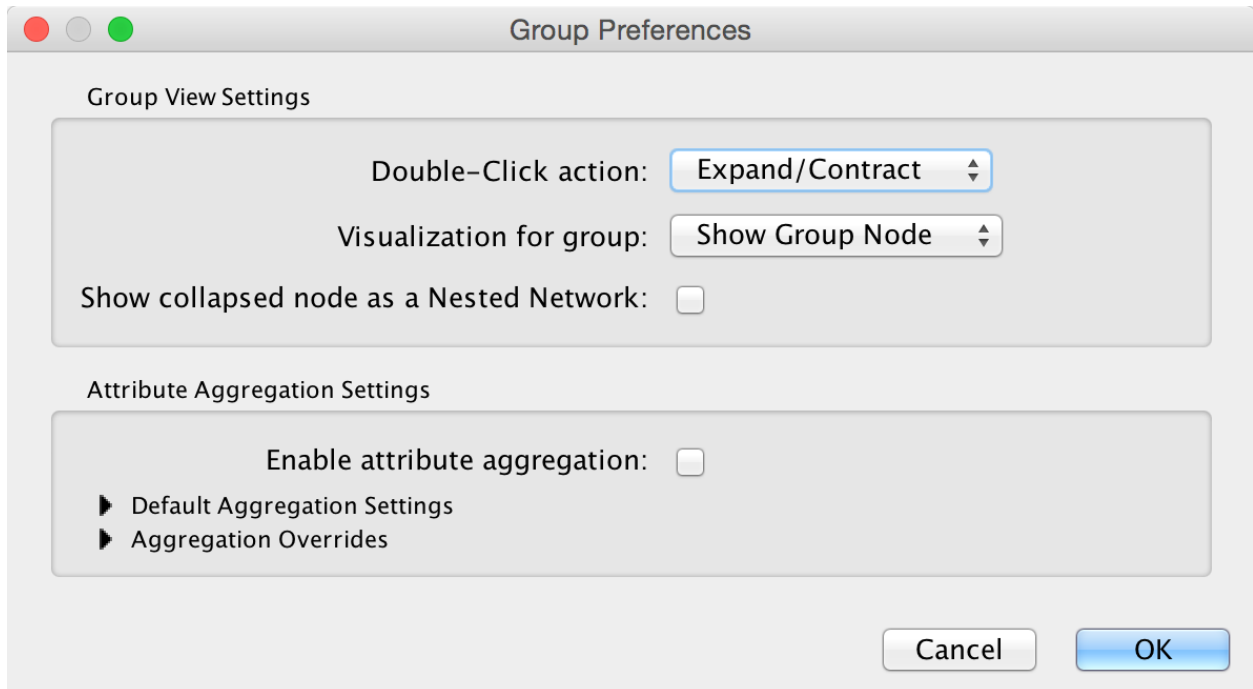 Group Preferences
Group View Settings
Double-Click action: Expand/Contract
Visualization for group: Show Group Node
Show collapsed node as a Nested Network:
Attribute Aggregation Settings
Enable attribute aggregation:
Default Aggregation Settings
Aggregation Overrides
Cancel OK